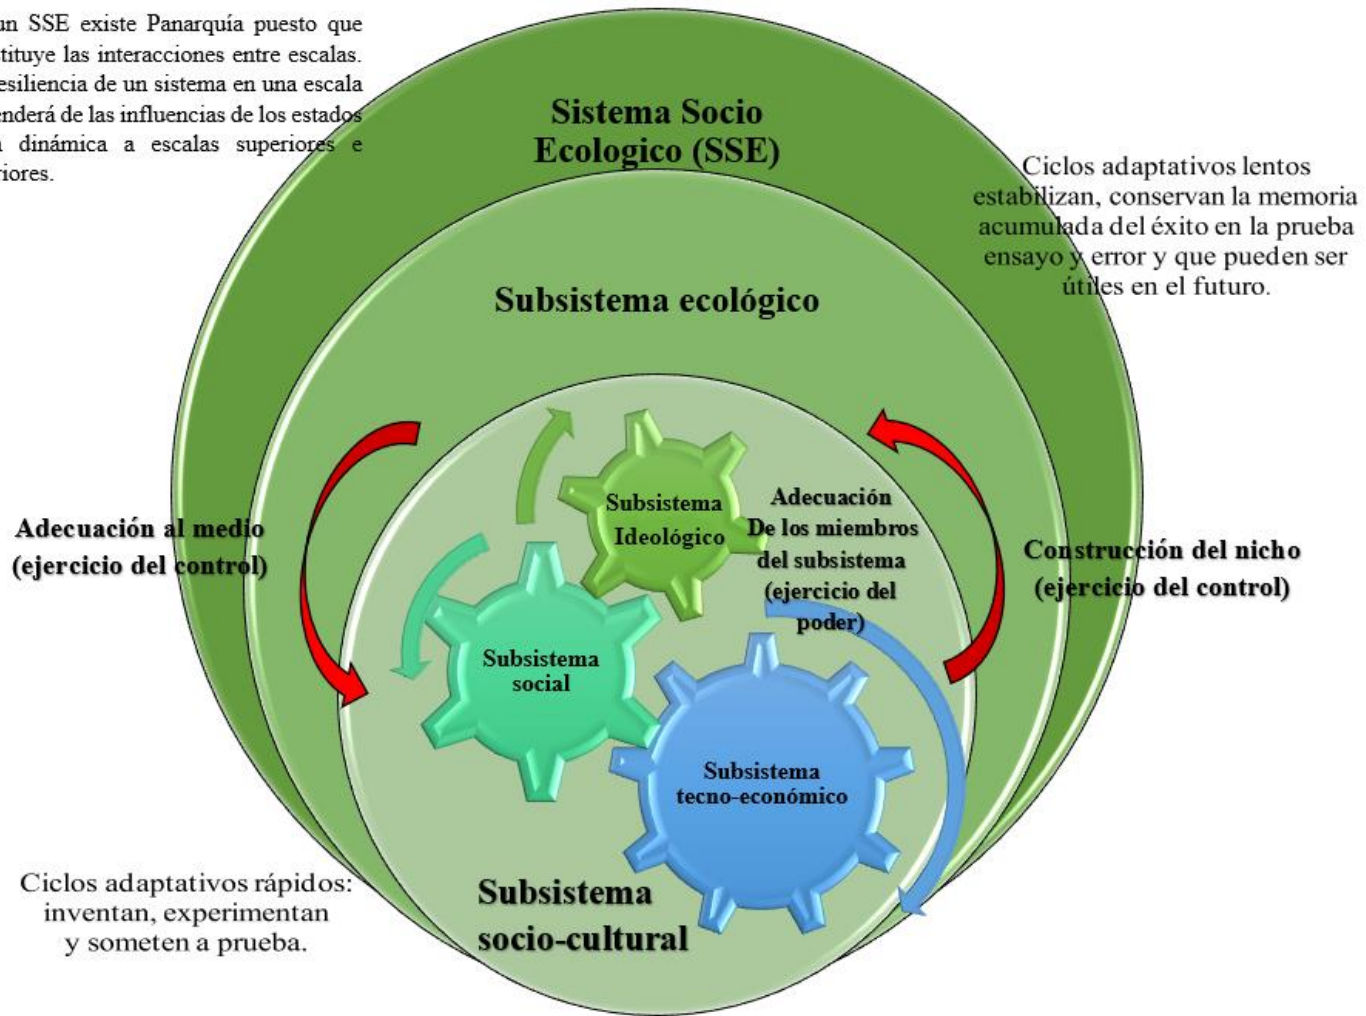 un SSE existe Panarquía puesto que
stituye las interacciones entre escalas.
esiliencia de un sistema en una escala
enderá de las influencias de los estados
dinámica a escalas superiores e
riores.
Sistema Socio
Ecologico (SSE)
Ciclos adaptativos lentos
estabilizan, conservan la memoria
acumulada del éxito en la prueba
ensayo y error y que pueden ser
útiles en el futuro.
Subsistema ecológico
Subsistema
Ideológico
Adecuación
De los miembros
del subsistema
(ejercicio del
poder)
Adecuación al medio
(ejercicio del control)
Construcción del nicho
(ejercicio del control)
Subsistema
social
Subsistema
tecno-económico
Ciclos adaptativos rápidos:
inventan, experimentan
y someten a prueba.
Subsistema
socio-cultural